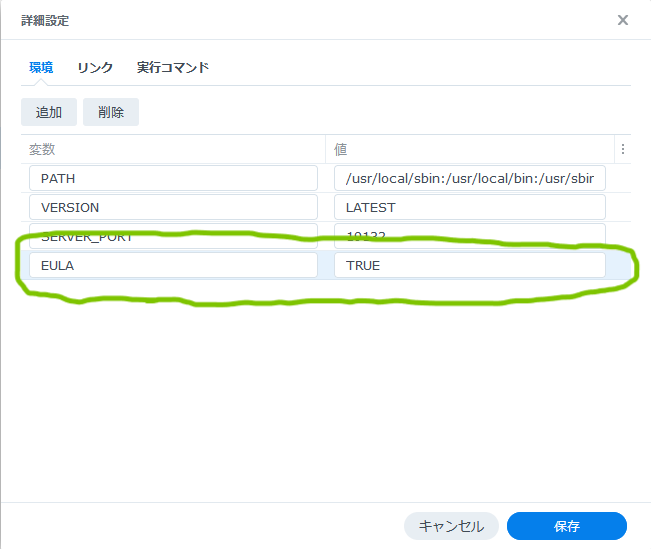 詳細設定
環境 リンク 実行コマンド
追加 削除
変数 値
PATH /usr/local/sbin:/usr/local/bin:/usr/sbin
VERSION LATEST
SERVER_PORT 19132
EULA TRUE
キャンセル 保存